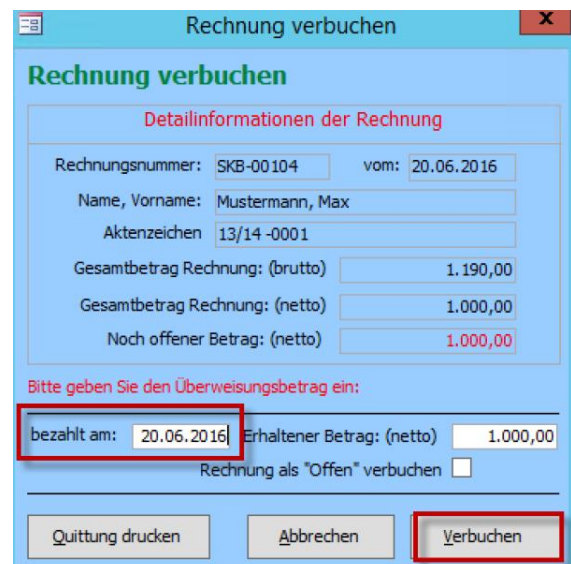 Rechnung verbuchen X
Rechnung verbuchen
Detailinformationen der Rechnung
Rechnungsnummer: SKB-00104 vom: 20.06.2016
Name, Vorname: Mustermann, Max
Aktenzeichen 13/14 -0001
Gesamtbetrag Rechnung: (brutto) 1.190,00
Gesamtbetrag Rechnung: (netto) 1.000,00
Noch offener Betrag: (netto) 1.000,00
Bitte geben Sie den Überweisungsbetrag ein:
bezahlt am: 20.06.2016 Erhaltener Betrag: (netto) 1.000,00
Rechnung als "Offen" verbuchen
Quittung drucken Abbrechen Verbuchen